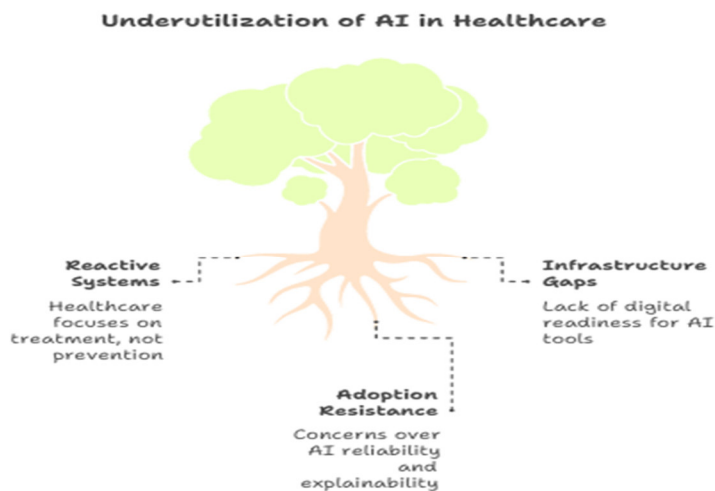 Underutilization of AI in Healthcare
Reactive
Systems
Healthcare
focuses on
treatment, not
prevention
Infrastructure
Gaps
Lack of digital
readiness for AI
tools
Adoption
Resistance
Concerns over
AI reliability
and
explainability